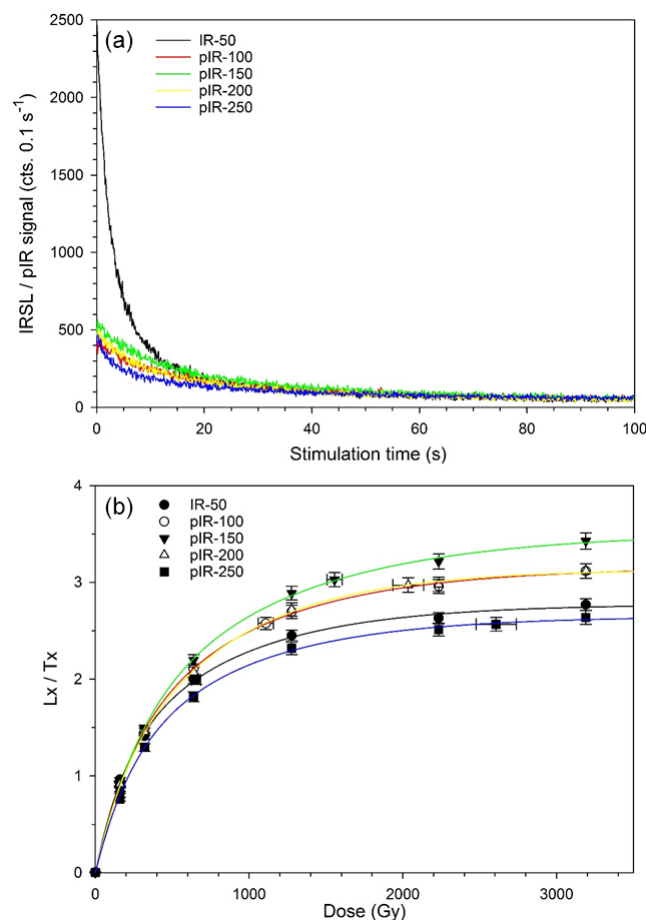 (a)
IR-50
pIR-100
pIR-150
pIR-200
pIR-250
2500
2000
1500
1000
500
0
IRSL / pIR signal (cts. 0.1 s⁻¹)
0 20 40 60 80 100
Stimulation time (s)
(b)
IR-50
pIR-100
pIR-150
pIR-200
pIR-250
4
3
2
1
0
Lx / Tx
0 1000 2000 3000
Dose (Gy)